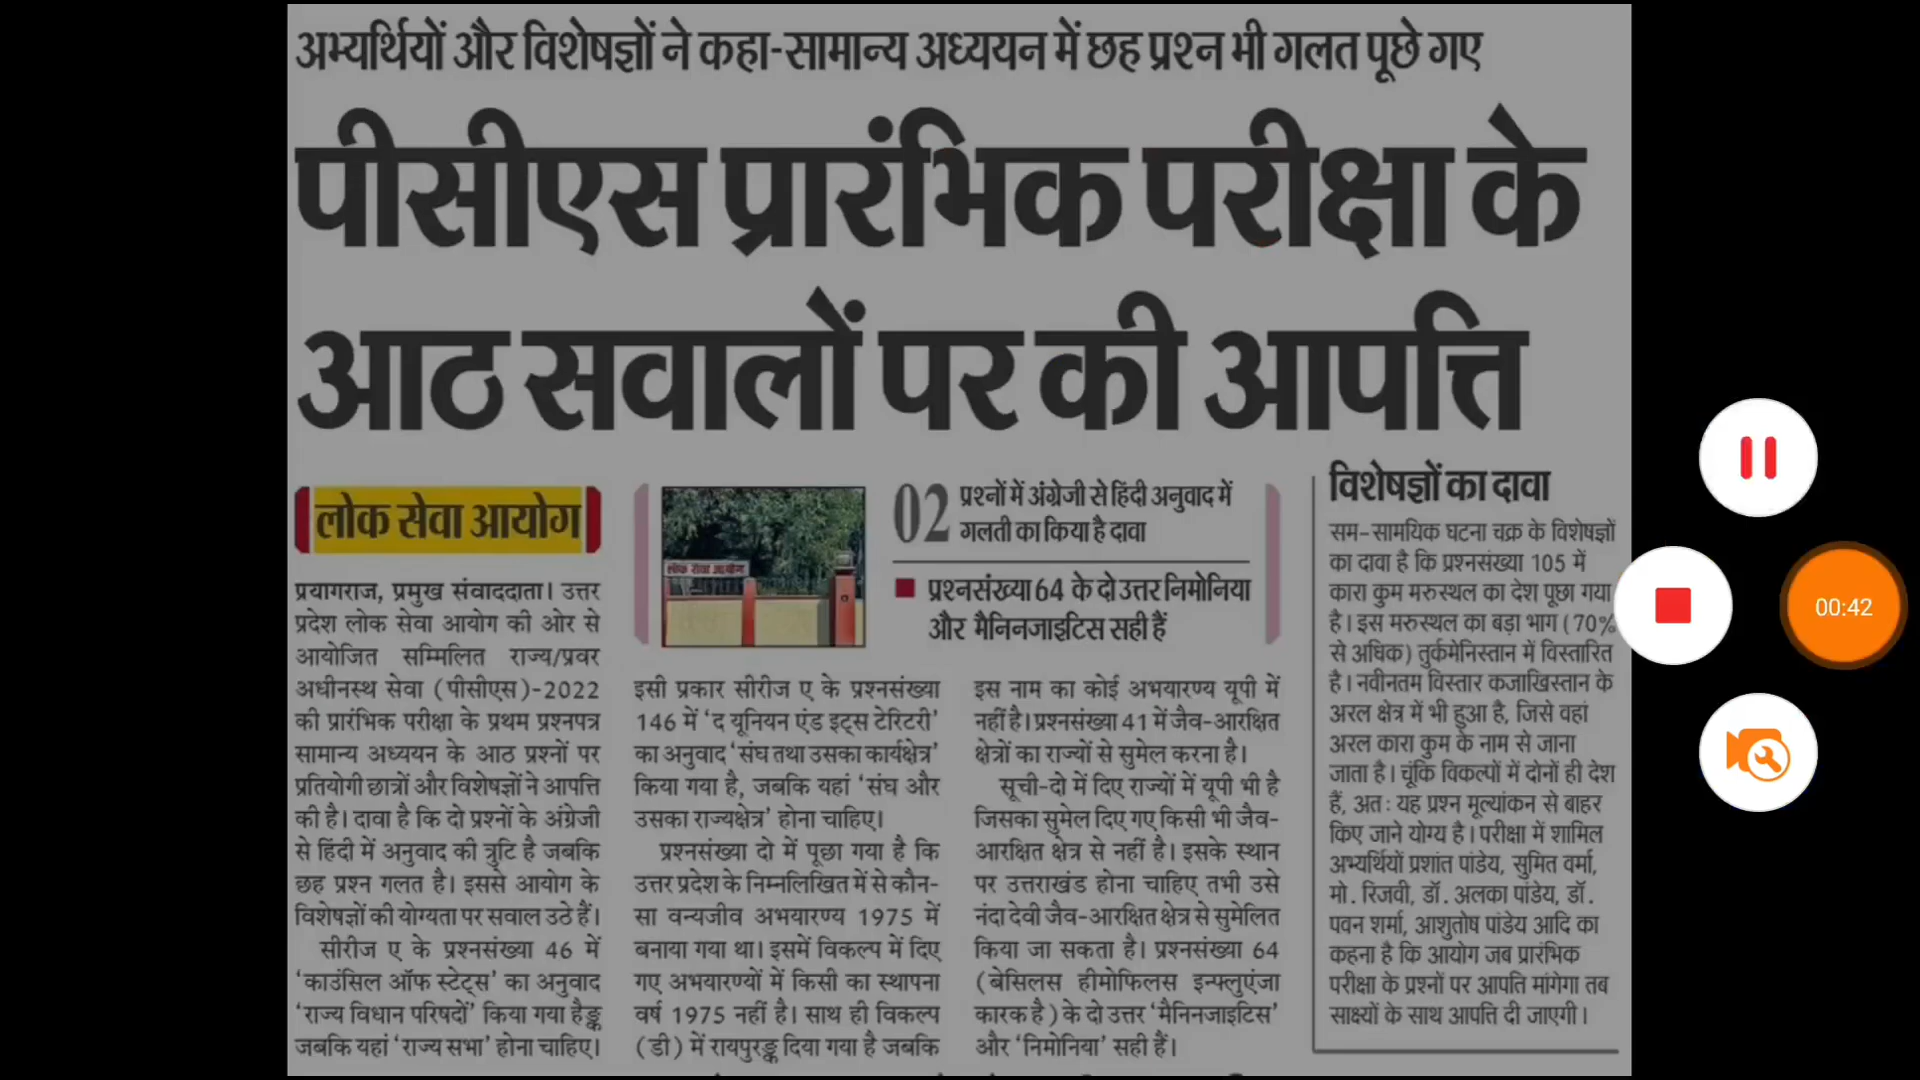 अभ्यर्थियों और विशेषज्ञों ने कहा-सामान्य अध्ययन में छह प्रश्न भी गलत पूछे गए
पीसीएस प्रारंभिक परीक्षा के
आठ सवालों पर की आपत्ति
लोक सेवा आयोग
प्रयागराज, प्रमुख संवाददाता। उत्तर
प्रदेश लोक सेवा आयोग की ओर से
आयोजित सम्मिलित राज्य/प्रवर
अधीनस्थ सेवा (पीसीएस)-2022
की प्रारंभिक परीक्षा के प्रथम प्रश्नपत्र
सामान्य अध्ययन के आठ प्रश्नों पर
प्रतियोगी छात्रों और विशेषज्ञों ने आपत्ति
की है। दावा है कि दो प्रश्नों के अंग्रेजी
से हिंदी में अनुवाद की त्रुटि है जबकि
छह प्रश्न गलत है। इससे आयोग के
विशेषज्ञों की योग्यता पर सवाल उठे हैं।
सीरीज ए के प्रश्नसंख्या 46 में
'काउंसिल ऑफ स्टेट्स' का अनुवाद
'राज्य विधान परिषदों' किया गया हैङ्क
जबकि यहां 'राज्य सभा' होना चाहिए।
लोक सेवा आयोग
02 प्रश्नों में अंग्रेजी से हिंदी अनुवाद में
गलती का किया है दावा
प्रश्नसंख्या 64 के दो उत्तर निमोनिया
और मैनिनजाइटिस सही हैं
इसी प्रकार सीरीज ए के प्रश्नसंख्या
146 में 'द यूनियन एंड इट्स टेरिटरी'
का अनुवाद 'संघ तथा उसका कार्यक्षेत्र'
किया गया है, जबकि यहां 'संघ और
उसका राज्यक्षेत्र' होना चाहिए।
प्रश्नसंख्या दो में पूछा गया है कि
उत्तर प्रदेश के निम्नलिखित में से कौन-
सा वन्यजीव अभयारण्य 1975 में
बनाया गया था। इसमें विकल्प में दिए
गए अभयारण्यों में किसी का स्थापना
वर्ष 1975 नहीं है। साथ ही विकल्प
(डी) में रायपुरङ्क दिया गया है जबकि
इस नाम का कोई अभयारण्य यूपी में
नहीं है। प्रश्नसंख्या 41 में जैव-आरक्षित
क्षेत्रों का राज्यों से सुमेल करना है।
सूची-दो में दिए राज्यों में यूपी भी है
जिसका सुमेल दिए गए किसी भी जैव-
आरक्षित क्षेत्र से नहीं है। इसके स्थान
पर उत्तराखंड होना चाहिए तभी उसे
नंदा देवी जैव-आरक्षित क्षेत्र से सुमेलित
किया जा सकता है। प्रश्नसंख्या 64
(बेसिलस हीमोफिलस इन्फ्लुएंजा
कारक है) के दो उत्तर 'मैनिनजाइटिस'
और 'निमोनिया' सही हैं।
विशेषज्ञों का दावा
सम-सामयिक घटना चक्र के विशेषज्ञों
का दावा है कि प्रश्नसंख्या 105 में
कारा कुम मरुस्थल का देश पूछा गया
है। इस मरुस्थल का बड़ा भाग (70%
से अधिक) तुर्कमेनिस्तान में विस्तारित
है। नवीनतम विस्तार कजाखिस्तान के
अरल क्षेत्र में भी हुआ है, जिसे वहां
अरल कारा कुम के नाम से जाना
जाता है। चूंकि विकल्पों में दोनों ही देश
हैं, अतः यह प्रश्न मूल्यांकन से बाहर
किए जाने योग्य है। परीक्षा में शामिल
अभ्यर्थियों प्रशांत पांडेय, सुमित वर्मा,
मो. रिजवी, डॉ. अलका पांडेय, डॉ.
पवन शर्मा, आशुतोष पांडेय आदि का
कहना है कि आयोग जब प्रारंभिक
परीक्षा के प्रश्नों पर आपति मांगेगा तब
साक्ष्यों के साथ आपति दी जाएगी।
00:42